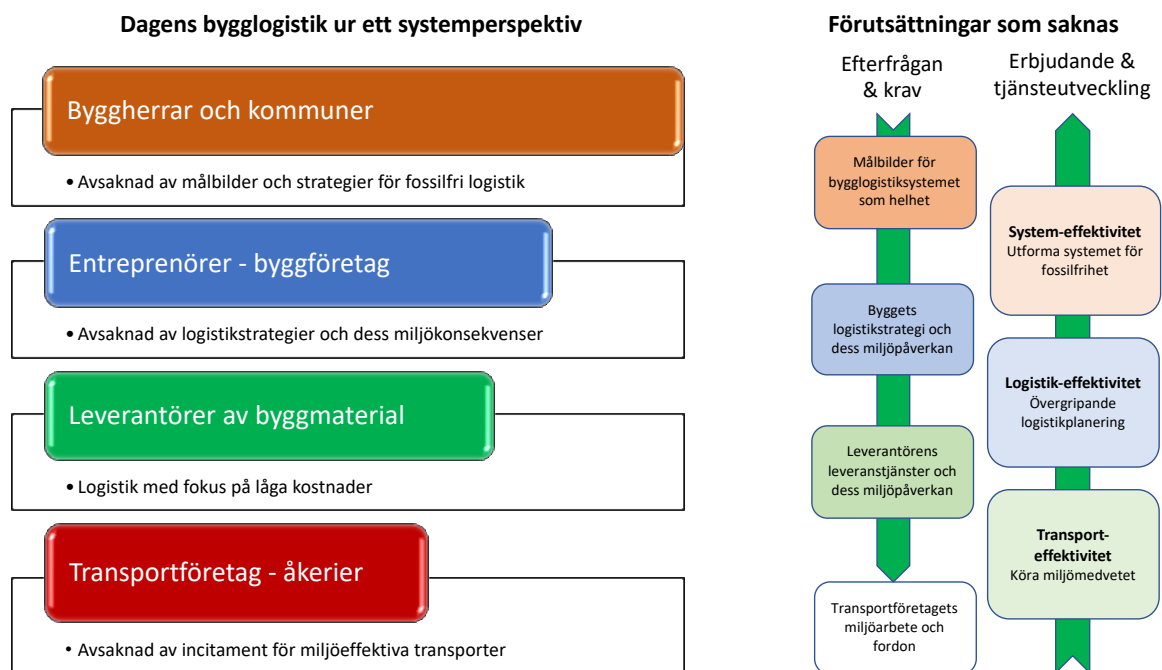 Dagens bygglogistik ur ett systemperspektiv
Byggherrar och kommuner
• Avsaknad av målbilder och strategier för fossilfri logistik
Entreprenörer - byggföretag
• Avsaknad av logistikstrategier och dess miljökonsekvenser
Leverantörer av byggmaterial
• Logistik med fokus på låga kostnader
Transportföretag - åkerier
• Avsaknad av incitament för miljöeffektiva transporter
Förutsättningar som saknas
Efterfrågan
& krav
Målbilder för
bygglogistiksystemet
som helhet
Byggets
logistikstrategi och
dess miljöpåverkan
Leverantörens
leveranstjänster och
dess miljöpåverkan
Transportföretagets
miljöarbete och
fordon
Erbjudande &
tjänsteutveckling
System-effektivitet
Utforma systemet för
fossilfrihet
Logistik-effektivitet
Övergripande
logistikplanering
Transport-
effektivitet
Köra miljömedvetet